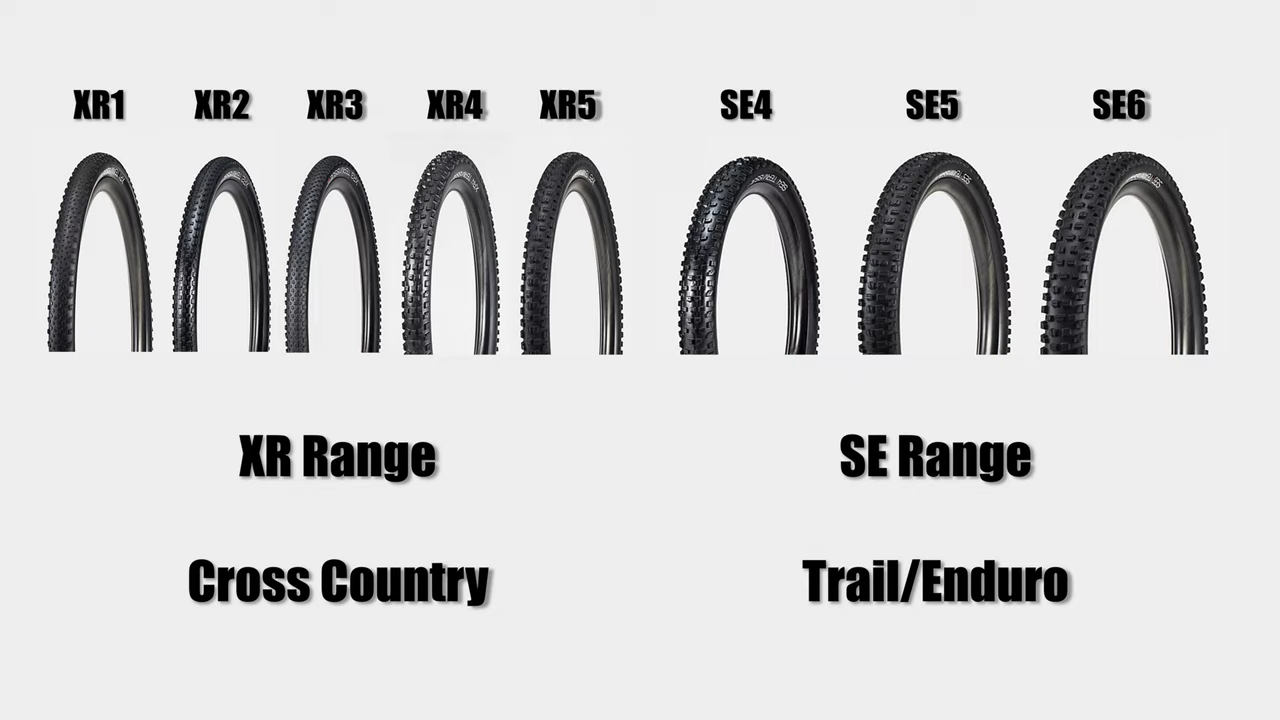 XR1 XR2 XR3 XR4 XR5 SE4 SE5 SE6
XR Range SE Range
Cross Country Trail/Enduro